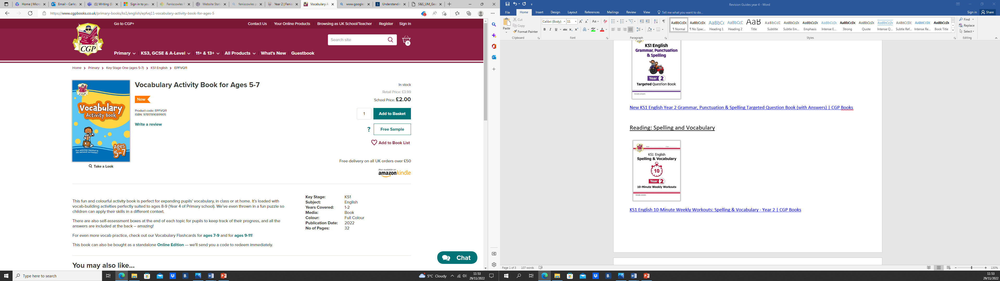 Home | Micro
Email - Carley
(1) Writing (E
Sign in to you
Feniscowles P
Website Stati
feniscowles p
Year 2 | Fenis
Vocabulary A
www.google.
Understandin
S&S_UM_Geo
https://www.cgpbooks.co.uk/primary-books/ks1/english/epfvq11-vocabulary-activity-book-for-ages-5
Go to CGP+
Contact Us
Your Online Products
Browsing as UK School/Teacher
Register
Sign In
CGP
Search site
0
Primary
KS3, GCSE & A-Level
11+ & 13+
All Products
What's New
Guestbook
Home > Primary > Key Stage One (ages 5-7) > KS1 English > EPFVQ11
CGP
Vocabulary
Activity Book
Fun activities matched to
the national curriculum!
Ages
5-7
Take a Look
Vocabulary Activity Book for Ages 5-7
New
Product code: EPFVQ11
ISBN: 9781789089905
Write a review
In stock
Retail Price: £3.99
School Price: £2.00
1
Add to Basket
? Free Sample
Add to Book List
Free delivery on all UK orders over £50
Also available on
amazonkindle
This fun and colourful activity book is perfect for expanding pupils' vocabulary, in class or at home. It's loaded with
vocab-building activities perfectly suited to ages 8-9 (Year 4 of Primary school). We've even thrown in a fun puzzle so
children can apply their skills in a different context.
There are also self-assessment boxes at the end of each topic for pupils to keep track of their progress, and all the
answers are included at the back – amazing!
For even more vocab practice, check out our Vocabulary Flashcards for ages 7-9 and for ages 9-11!
This book can also be bought as a standalone Online Edition — we'll send you a code to redeem immediately.
Key Stage: KS1
Subject: English
Years Covered: 1-2
Media: Book
Colour: Full Colour
Publication Date: 2022
No of Pages: 32
Chat
You may also like...
Type here to search
5°C Cloudy
11:53
29/11/2022
Revision Guides year 4 - Word
File
Home
Insert
Design
Layout
References
Mailings
Review
View
Tell me what you want to do...
Sign in
Share
Paste
Cut
Copy
Format Painter
Clipboard
Calibri (Body)
11
Font
Paragraph
¶ Normal
¶ No Spac...
Heading 1
Heading 2
Title
Subtitle
Subtle Em...
Emphasis
Intense E...
Strong
Quote
Intense Q...
Subtle Ref...
Intense Re...
Book Title
Styles
Find
Replace
Select
Editing
KS1 English
Grammar, Punctuation
& Spelling
Year 2
Targeted Question Book
Includes answers
New KS1 English Year 2 Grammar, Punctuation & Spelling Targeted Question Book (with Answers) | CGP Books
Reading: Spelling and Vocabulary
CGP
KS1 English
Spelling & Vocabulary
10
Year 2
10-Minute Weekly Workouts
Includes answers
KS1 English 10-Minute Weekly Workouts: Spelling & Vocabulary - Year 2 | CGP Books
Page 1 of 3
107 words
130%
11:53
29/11/2022